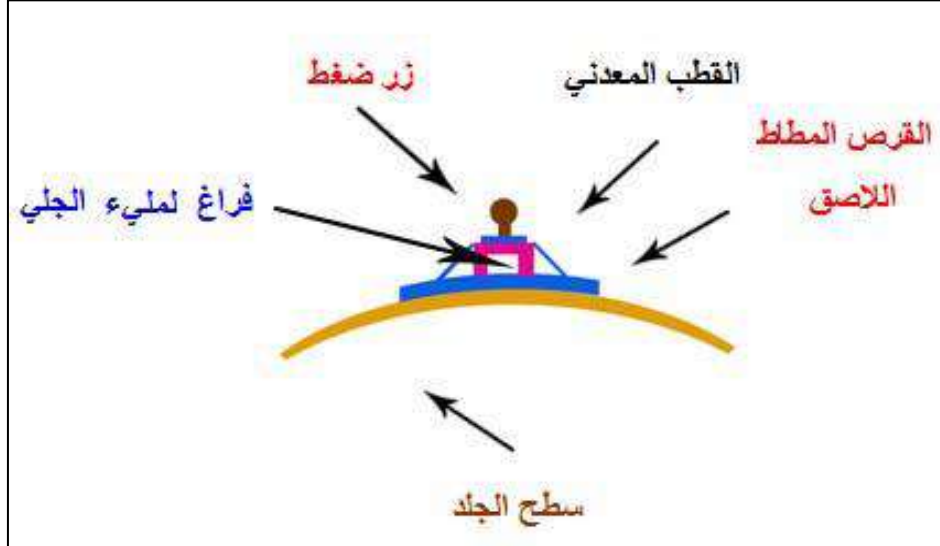 زر ضغط
القطب المعدني
القرص المطاط
اللاصق
فراغ لمليء الجلي
سطح الجلد